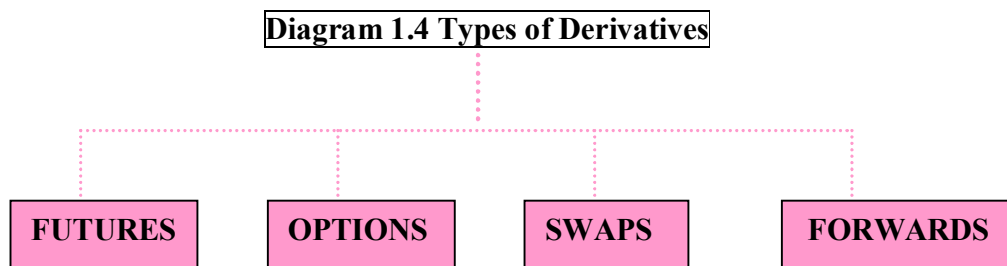 Diagram 1.4 Types of Derivatives
FUTURES OPTIONS SWAPS FORWARDS